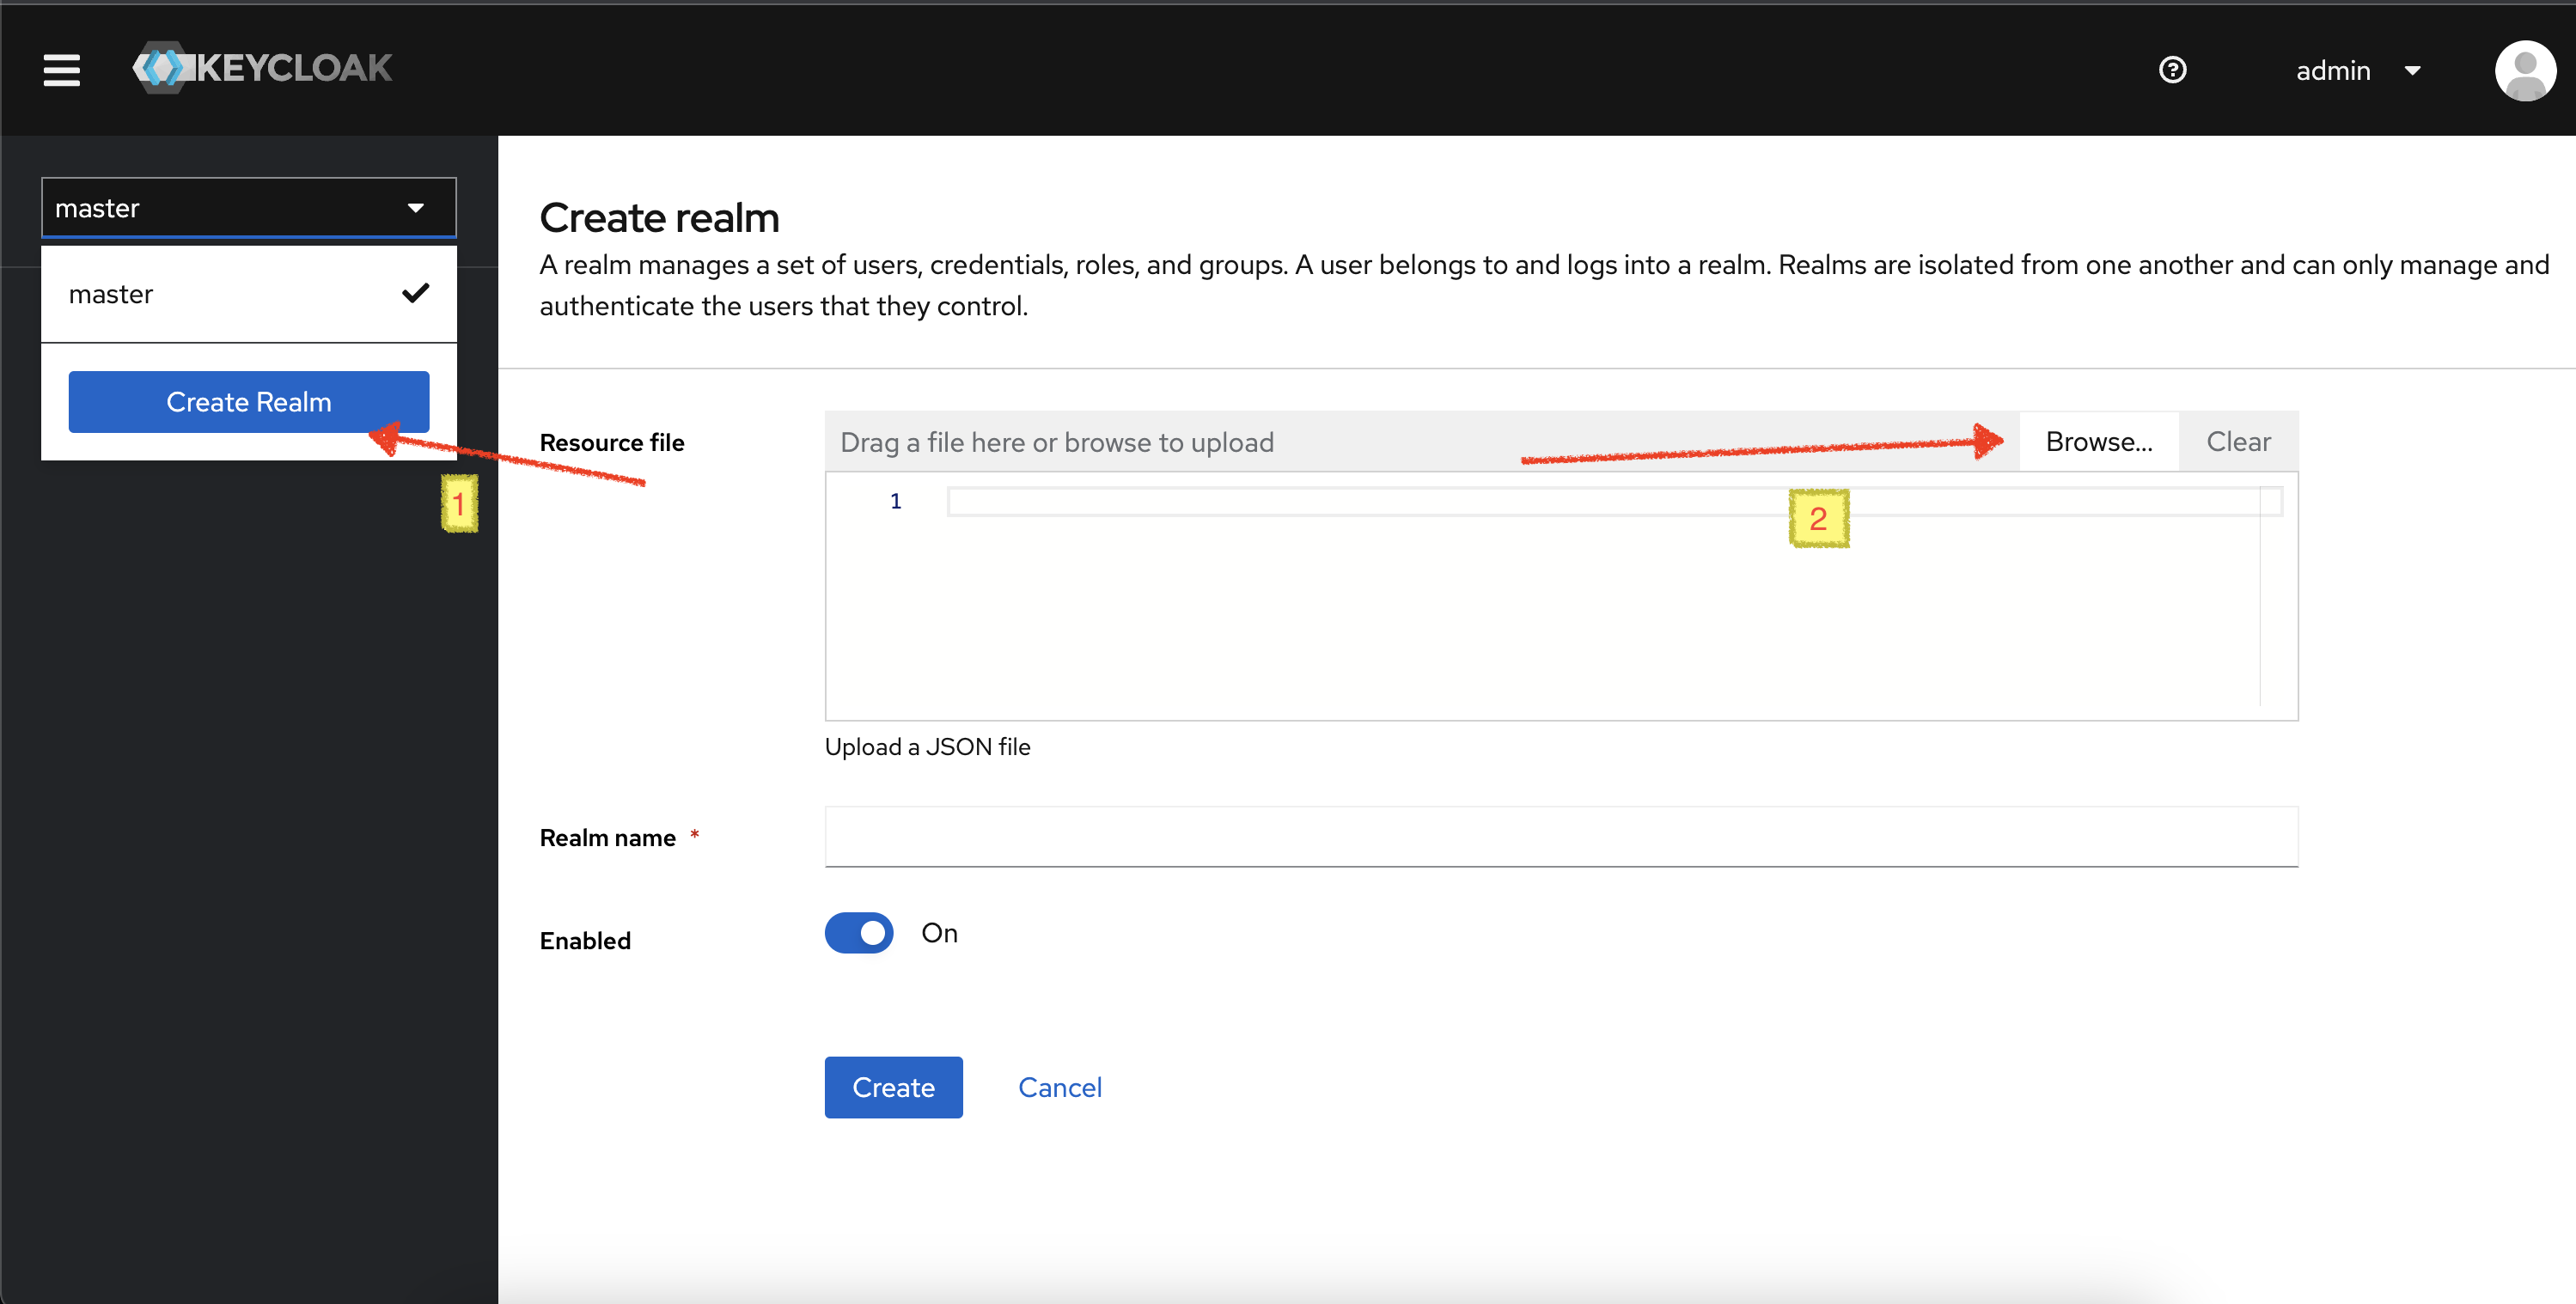 KEYCLOAK
admin
master
master
Create Realm
1
Create realm
A realm manages a set of users, credentials, roles, and groups. A user belongs to and logs into a realm. Realms are isolated from one another and can only manage and
authenticate the users that they control.
Resource file
Drag a file here or browse to upload
Browse...
Clear
1
2
Upload a JSON file
Realm name *
Enabled
On
Create
Cancel